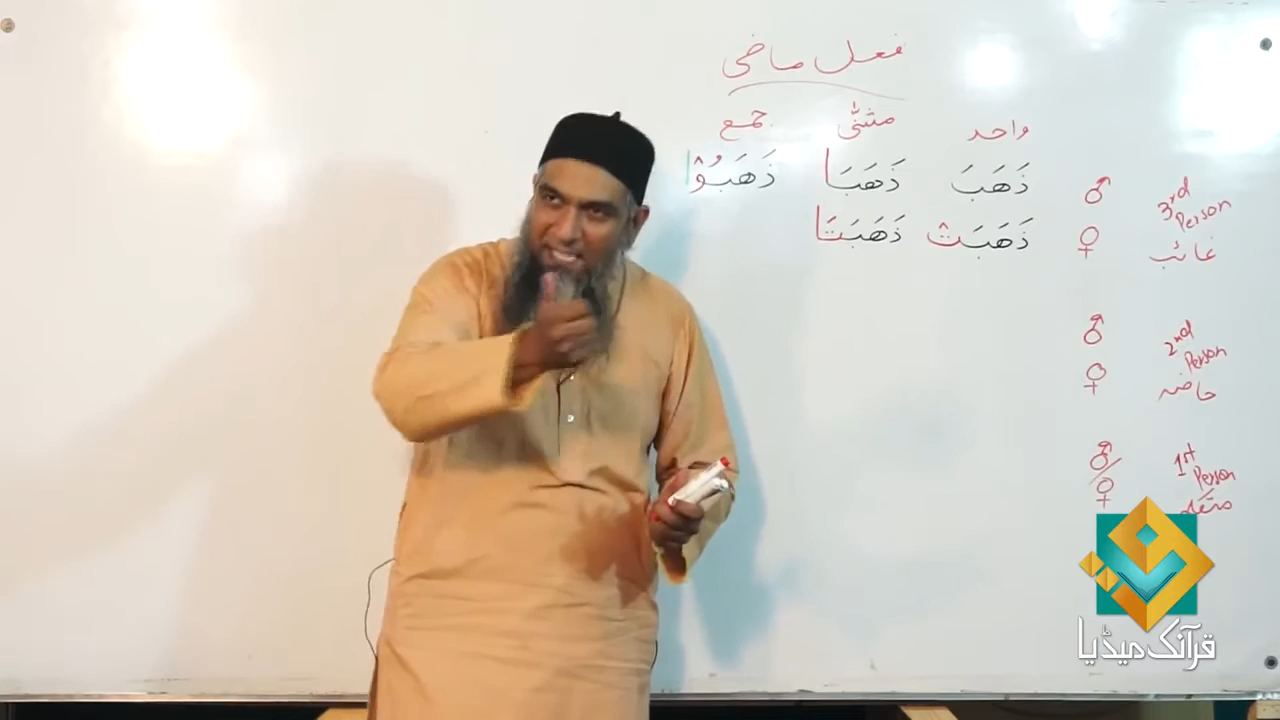 فعل ماضی
واحد مثنّٰی جمع
3rd Person ♂ ذَهَبَ ذَهَبَا ذَهَبُوْا
غائب ♀ ذَهَبَتْ ذَهَبَتَا
2nd Person ♂
حاضر ♀
1st Person ♂/♀
متکلم
قرآنک میڈیا